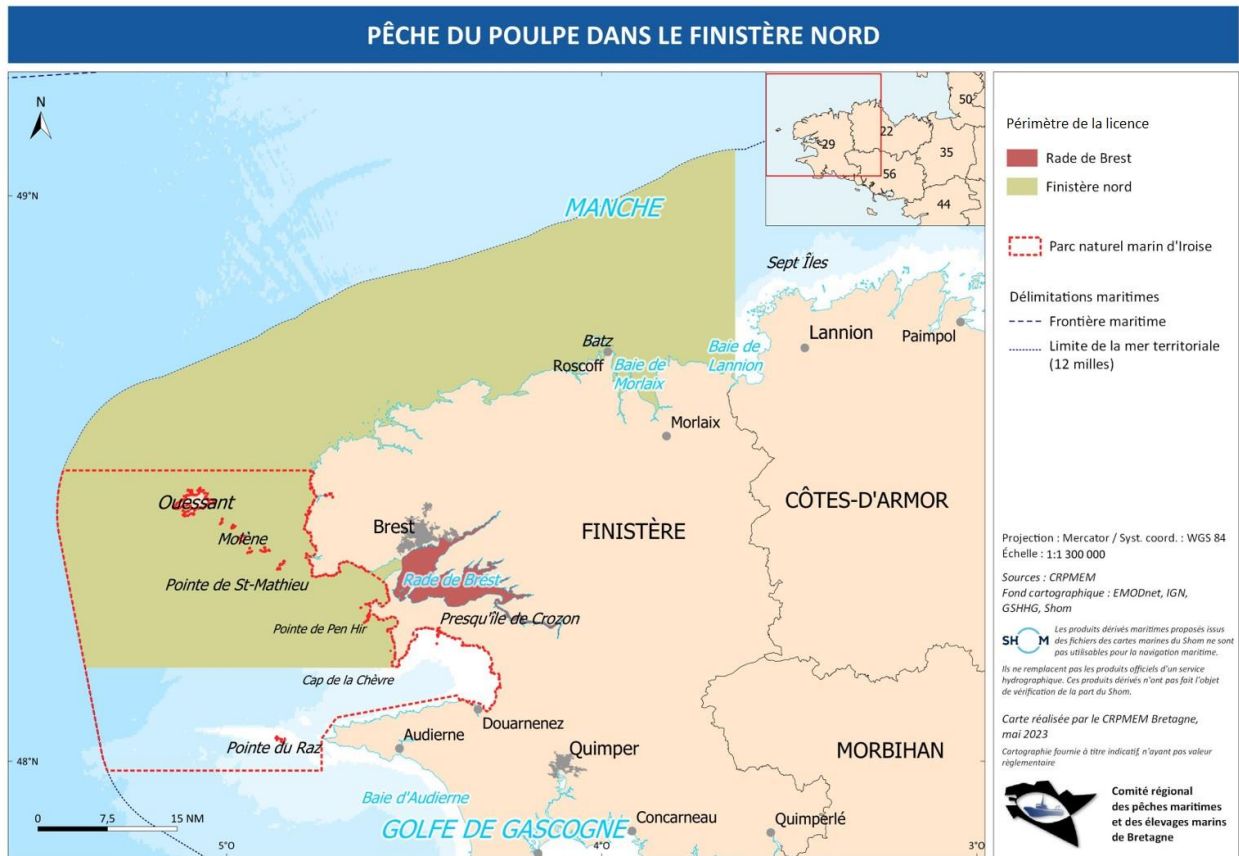 PÊCHE DU POULPE DANS LE FINISTÈRE NORD
N
49°N
48°N
MANCHE
Sept Îles
Lannion
Paimpol
Batz
Roscoff
Baie de
Morlaix
Baie de
Lannion
Morlaix
Ouessant
Molène
Pointe de St-Mathieu
Brest
Rade de Brest
FINISTÈRE
CÔTES-D'ARMOR
Pointe de Pen Hir
Presqu'île de Crozon
Cap de la Chèvre
Douarnenez
Pointe du Raz
Audierne
Quimper
MORBIHAN
Baie d'Audierne
GOLFE DE GASCOGNE
Concarneau
Quimperlé
0 7,5 15 NM
5°0
4°0
3°0
50
29
22
35
56
44
Périmètre de la licence
Rade de Brest
Finistère nord
Parc naturel marin d'Iroise
Délimitations maritimes
Frontière maritime
Limite de la mer territoriale
(12 milles)
Projection : Mercator / Syst. coord. : WGS 84
Échelle : 1:1 300 000
Sources : CRPMEM
Fond cartographique : EMODnet, IGN,
GSHHG, Shom
SHOM
Les produits dérivés maritimes proposés issus
des fichiers des cartes marines du Shom ne sont
pas utilisables pour la navigation maritime.
Ils ne remplacent pas les produits officiels d'un service
hydrographique. Ces produits dérivés n'ont pas fait l'objet
de vérification de la part du Shom.
Carte réalisée par le CRPMEM Bretagne,
mai 2023
Cartographie fournie à titre indicatif, n'ayant pas valeur
règlementaire
Comité régional
des pêches maritimes
et des élevages marins
de Bretagne